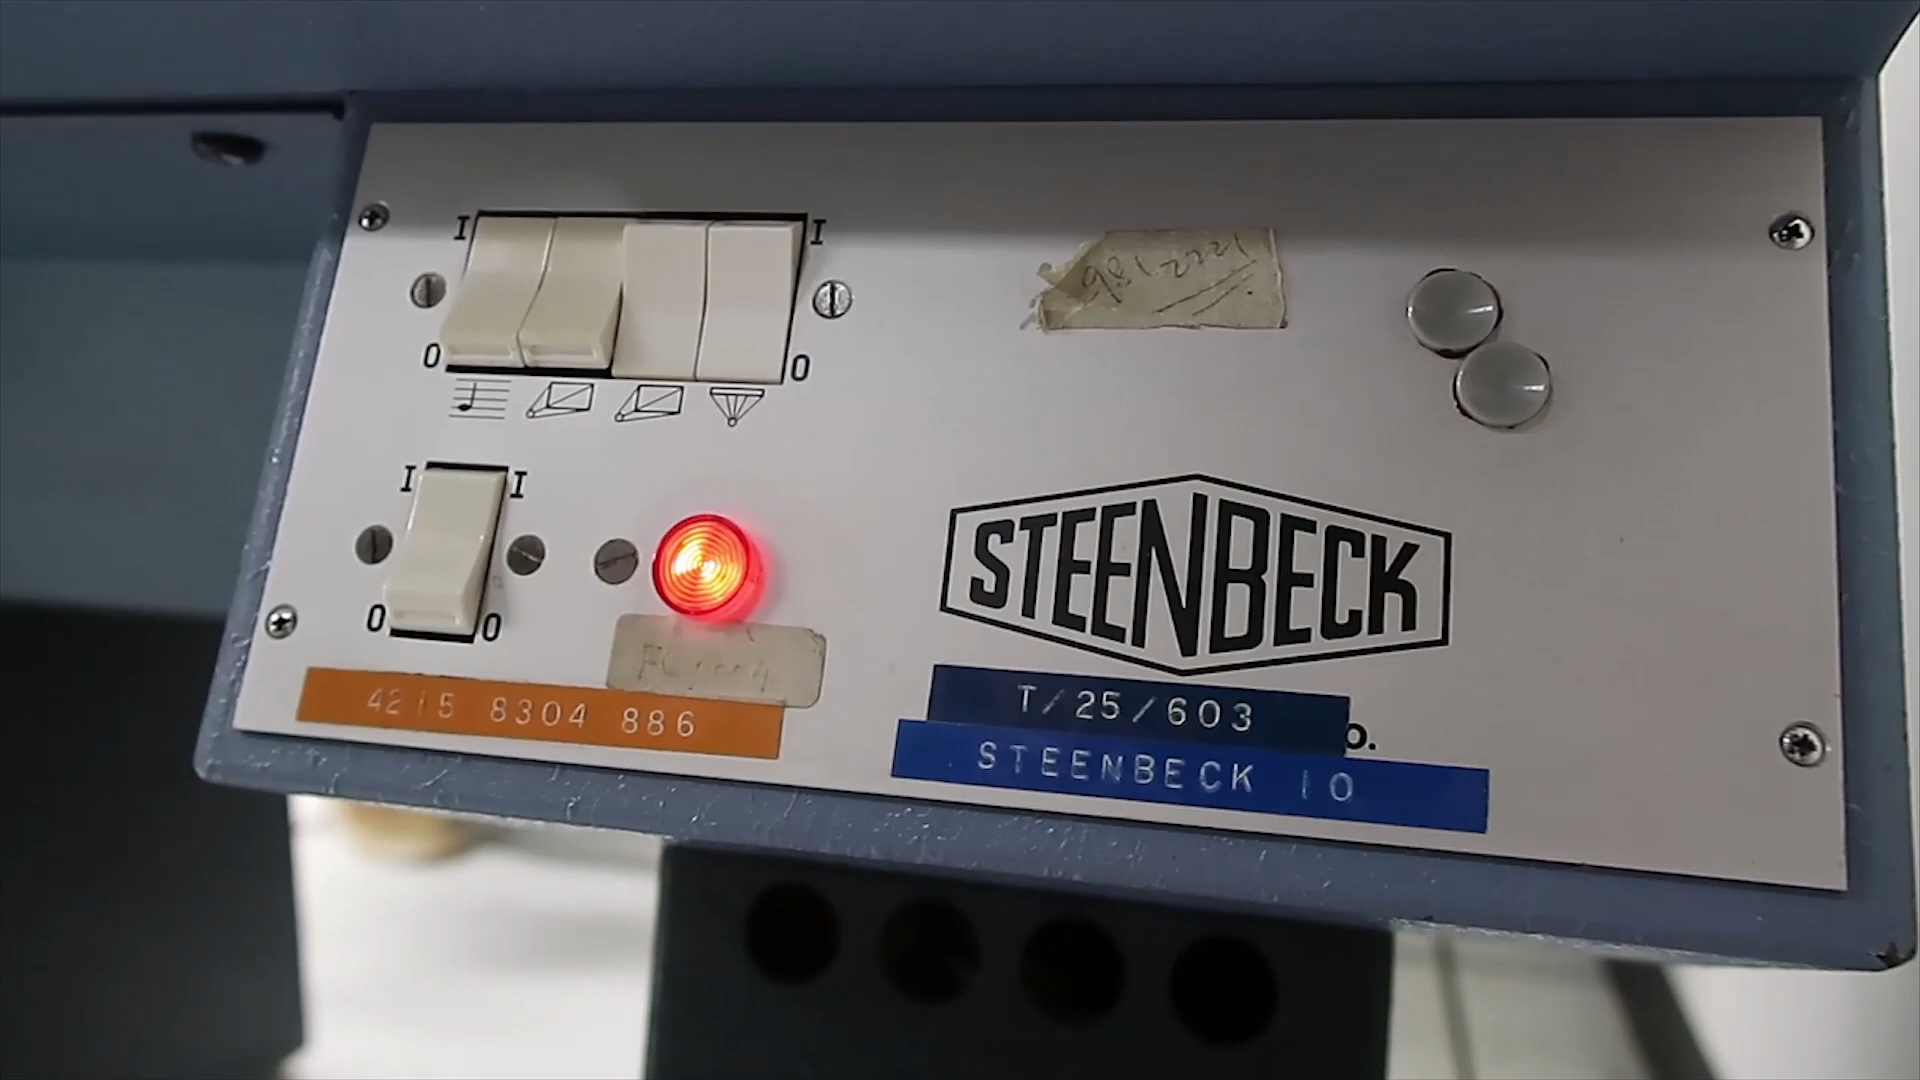 I I
0 0
I I
0 0
STEENBECK
4215 8304 886
T/25/603
o.
STEENBECK 10